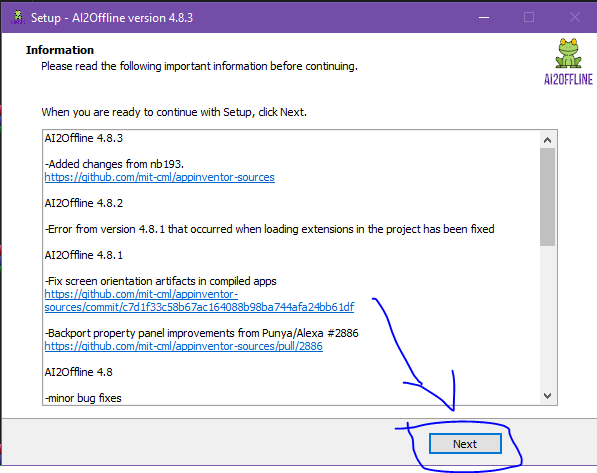 Setup - AI2Offline version 4.8.3
Information
Please read the following important information before continuing.
AI2OFFLINE
When you are ready to continue with Setup, click Next.
AI2Offline 4.8.3
-Added changes from nb193.
https://github.com/mit-cml/appinventor-sources
AI2Offline 4.8.2
-Error from version 4.8.1 that occurred when loading extensions in the project has been fixed
AI2Offline 4.8.1
-Fix screen orientation artifacts in compiled apps
https://github.com/mit-cml/appinventor-
sources/commit/c7d1f33c58b67ac164088b98ba744afa24bb61df
-Backport property panel improvements from Punya/Alexa #2886
https://github.com/mit-cml/appinventor-sources/pull/2886
AI2Offline 4.8
-minor bug fixes
Next